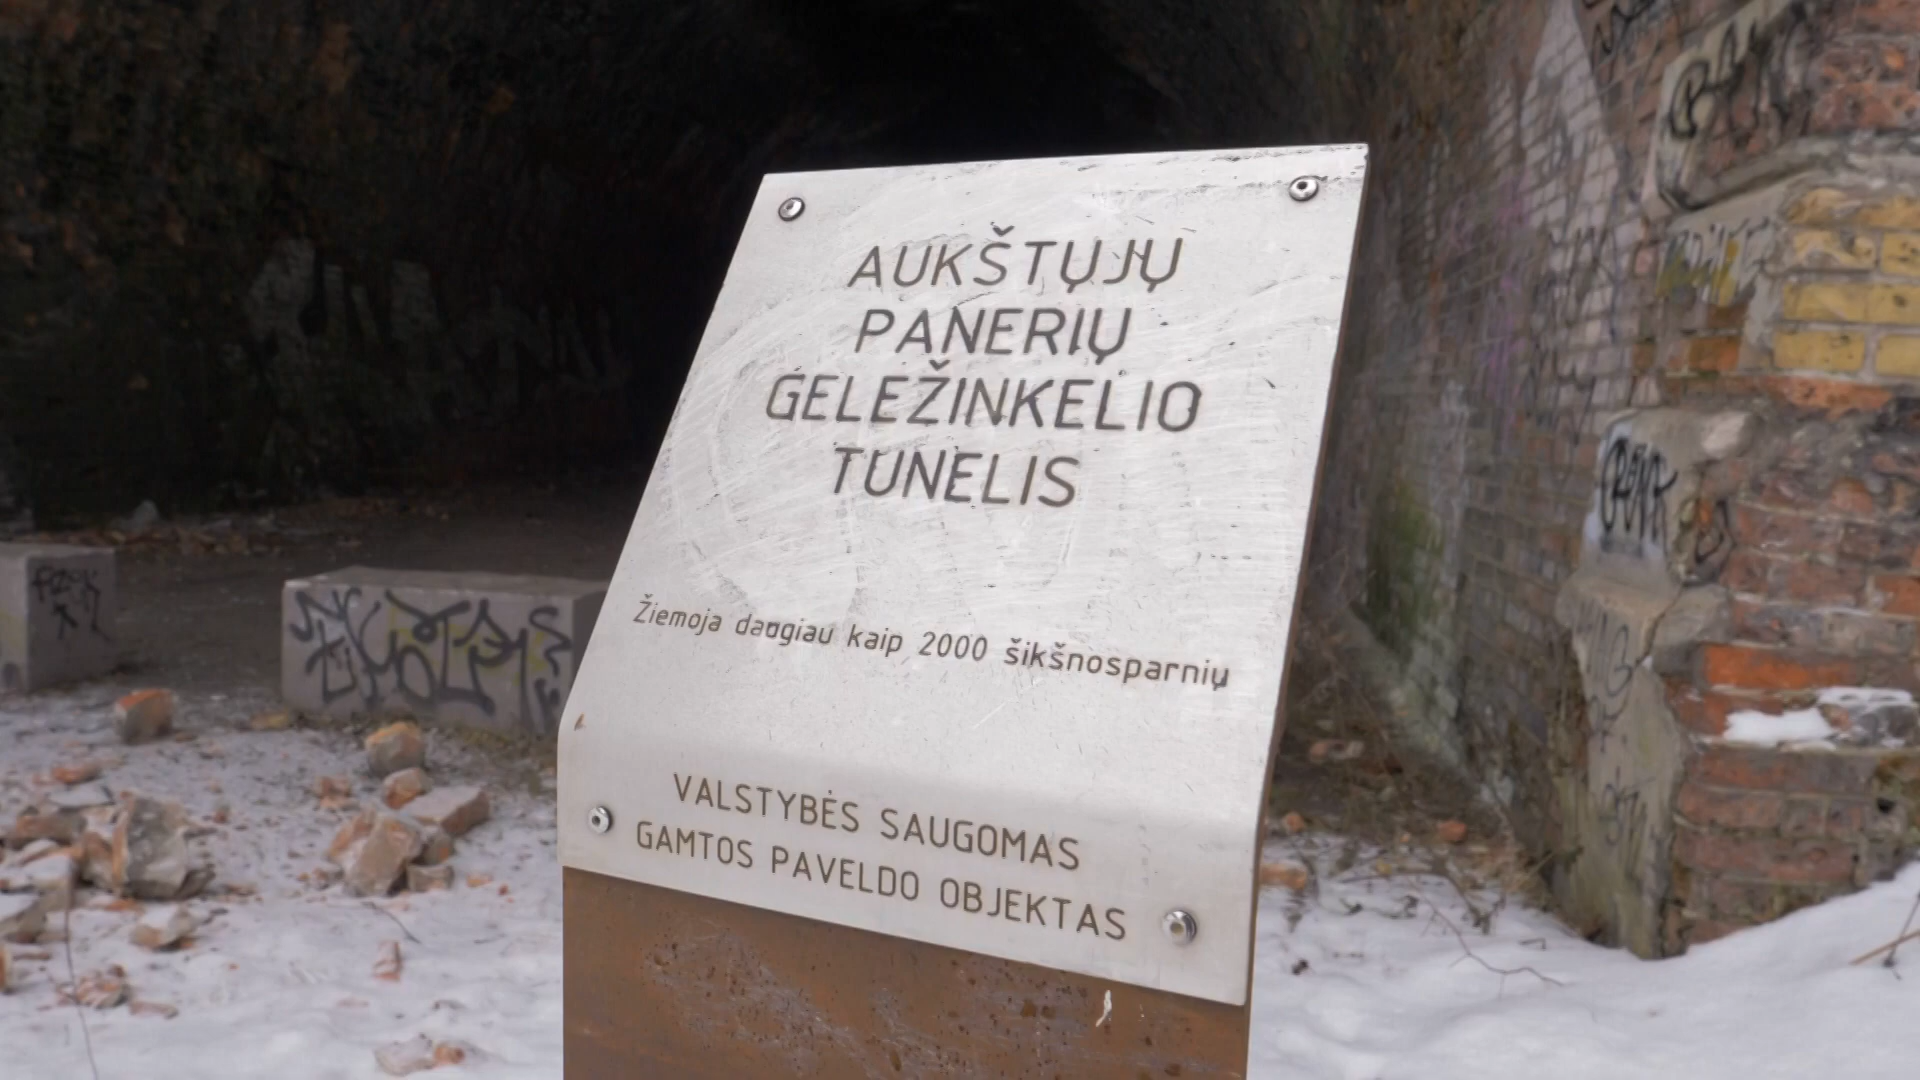 AUKŠTŲJŲ
PANERIŲ
GELEŽINKELIO
TUNELIS
Žiemoja daugiau kaip 2000 šikšnosparnių
VALSTYBĖS SAUGOMAS
GAMTOS PAVELDO OBJEKTAS